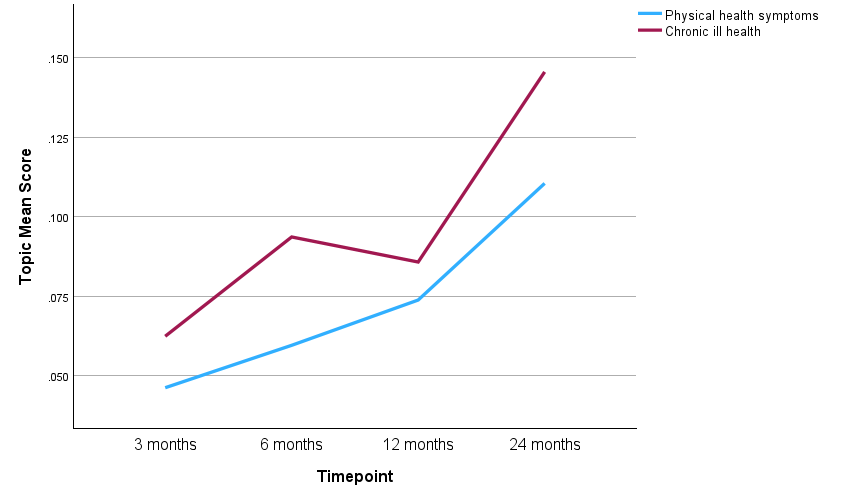 Physical health symptoms
Chronic ill health
.150
.125
.100
.075
.050
Topic Mean Score
3 months
6 months
12 months
24 months
Timepoint